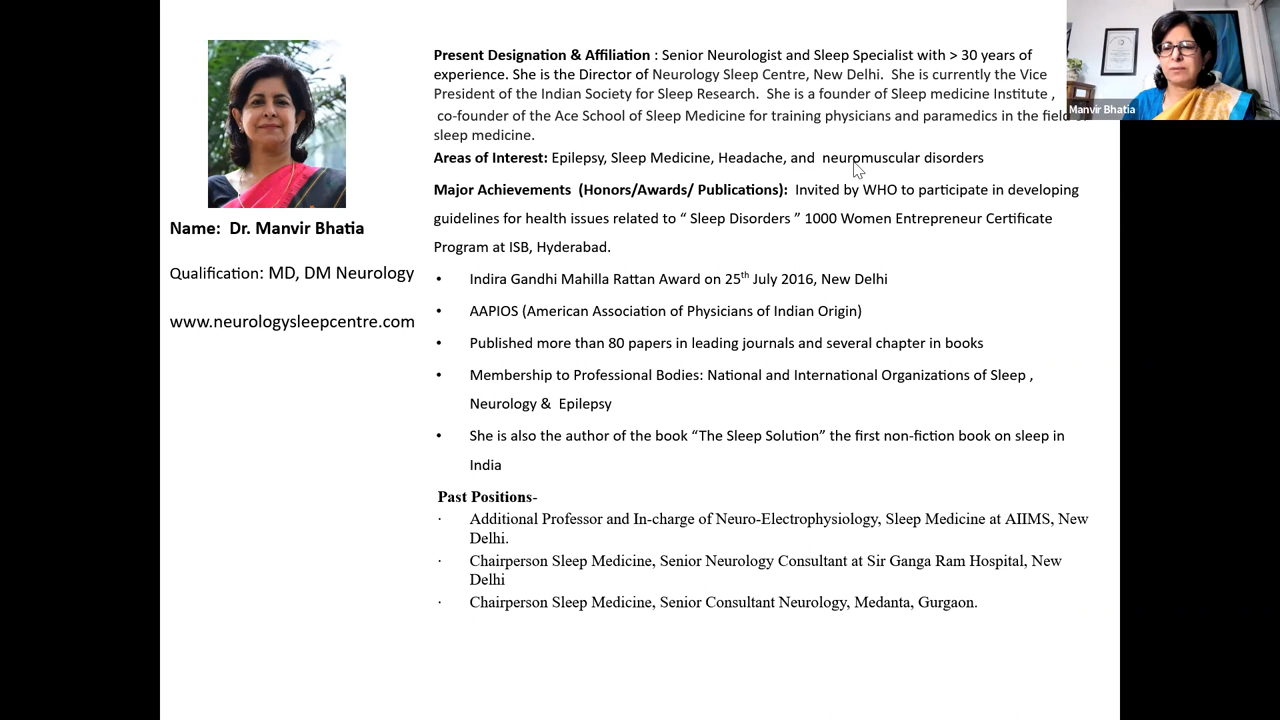 Present Designation & Affiliation : Senior Neurologist and Sleep Specialist with > 30 years of
experience. She is the Director of Neurology Sleep Centre, New Delhi. She is currently the Vice
President of the Indian Society for Sleep Research. She is a founder of Sleep medicine Institute ,
co-founder of the Ace School of Sleep Medicine for training physicians and paramedics in the field
sleep medicine.
Areas of Interest: Epilepsy, Sleep Medicine, Headache, and neuromuscular disorders
Major Achievements (Honors/Awards/ Publications): Invited by WHO to participate in developing
guidelines for health issues related to “ Sleep Disorders ” 1000 Women Entrepreneur Certificate
Program at ISB, Hyderabad.
• Indira Gandhi Mahilla Rattan Award on 25th July 2016, New Delhi
• AAPIOS (American Association of Physicians of Indian Origin)
• Published more than 80 papers in leading journals and several chapter in books
• Membership to Professional Bodies: National and International Organizations of Sleep ,
Neurology & Epilepsy
• She is also the author of the book “The Sleep Solution” the first non-fiction book on sleep in
India
Past Positions-
· Additional Professor and In-charge of Neuro-Electrophysiology, Sleep Medicine at AIIMS, New
Delhi.
· Chairperson Sleep Medicine, Senior Neurology Consultant at Sir Ganga Ram Hospital, New
Delhi
· Chairperson Sleep Medicine, Senior Consultant Neurology, Medanta, Gurgaon.
Name: Dr. Manvir Bhatia
Qualification: MD, DM Neurology
www.neurologysleepcentre.com
Manvir Bhatia